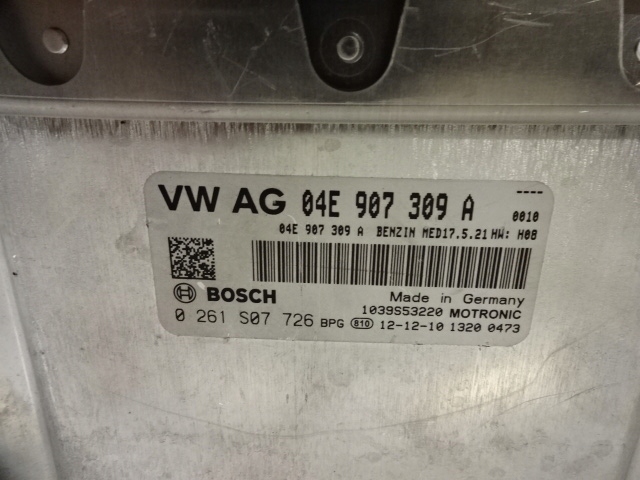 ----
VW AG 04E 907 309 A 0010
04E 907 309 A BENZIN MED17.5.21 HW: H08
BOSCH
Made in Germany
1039S53220 MOTRONIC
0 261 S07 726 BPG 810 12-12-10 1320 0473